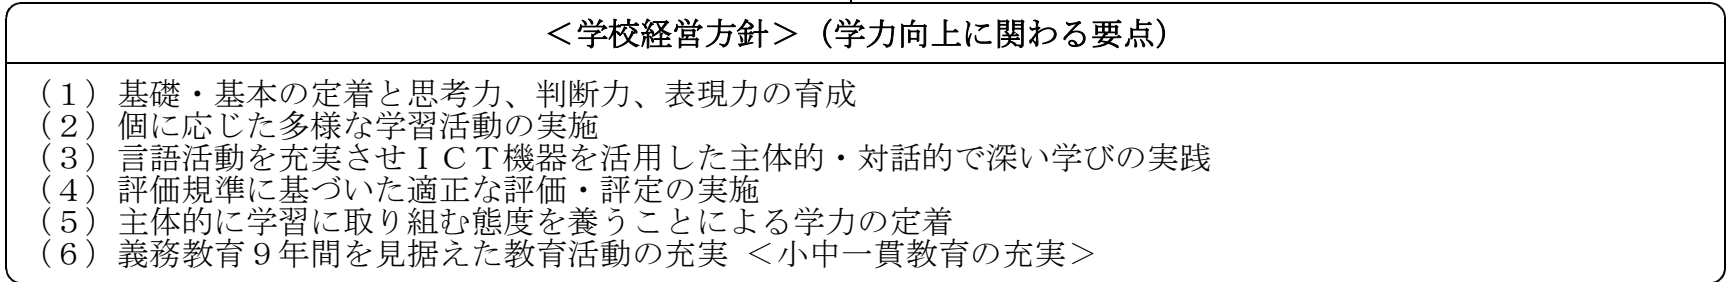 ＜学校経営方針＞（学力向上に関わる要点）
（１）基礎・基本の定着と思考力、判断力、表現力の育成
（２）個に応じた多様な学習活動の実施
（３）言語活動を充実させＩＣＴ機器を活用した主体的・対話的で深い学びの実践
（４）評価規準に基づいた適正な評価・評定の実施
（５）主体的に学習に取り組む態度を養うことによる学力の定着
（６）義務教育９年間を見据えた教育活動の充実 ＜小中一貫教育の充実＞